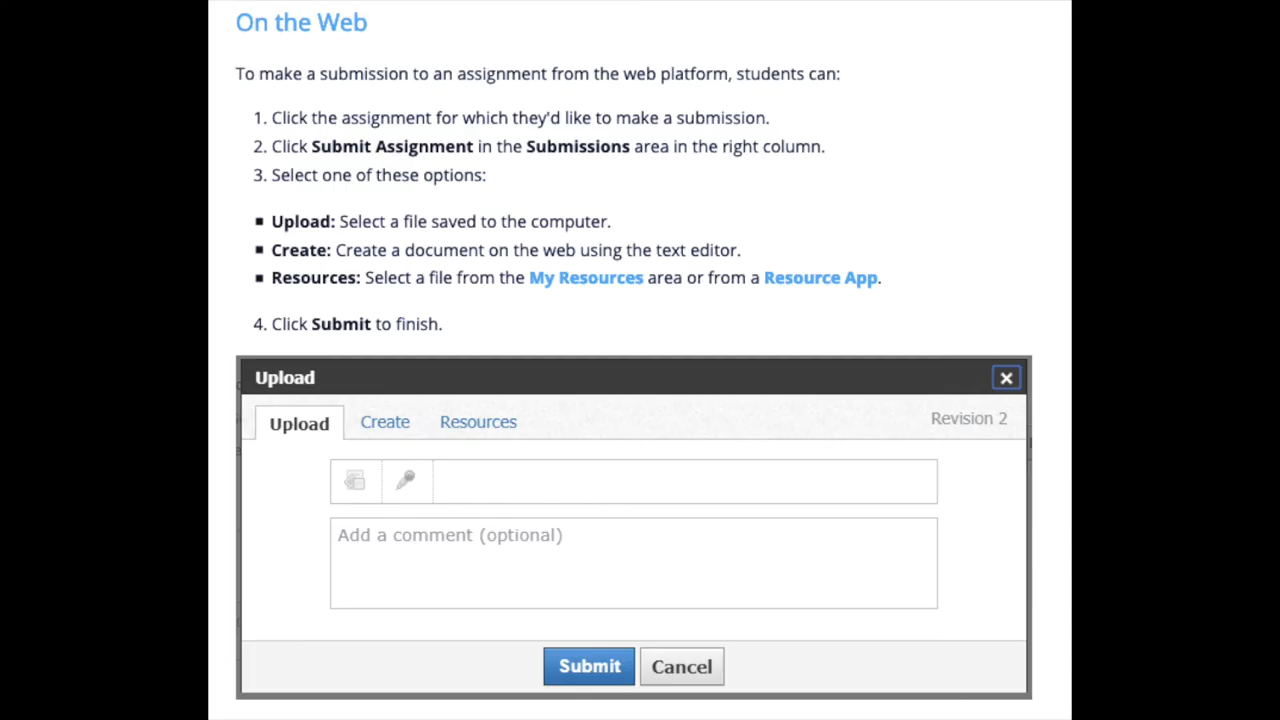 On the Web
To make a submission to an assignment from the web platform, students can:
1. Click the assignment for which they'd like to make a submission.
2. Click Submit Assignment in the Submissions area in the right column.
3. Select one of these options:
▪ Upload: Select a file saved to the computer.
▪ Create: Create a document on the web using the text editor.
▪ Resources: Select a file from the My Resources area or from a Resource App.
4. Click Submit to finish.
Upload
Upload Create Resources Revision 2
Add a comment (optional)
Submit Cancel